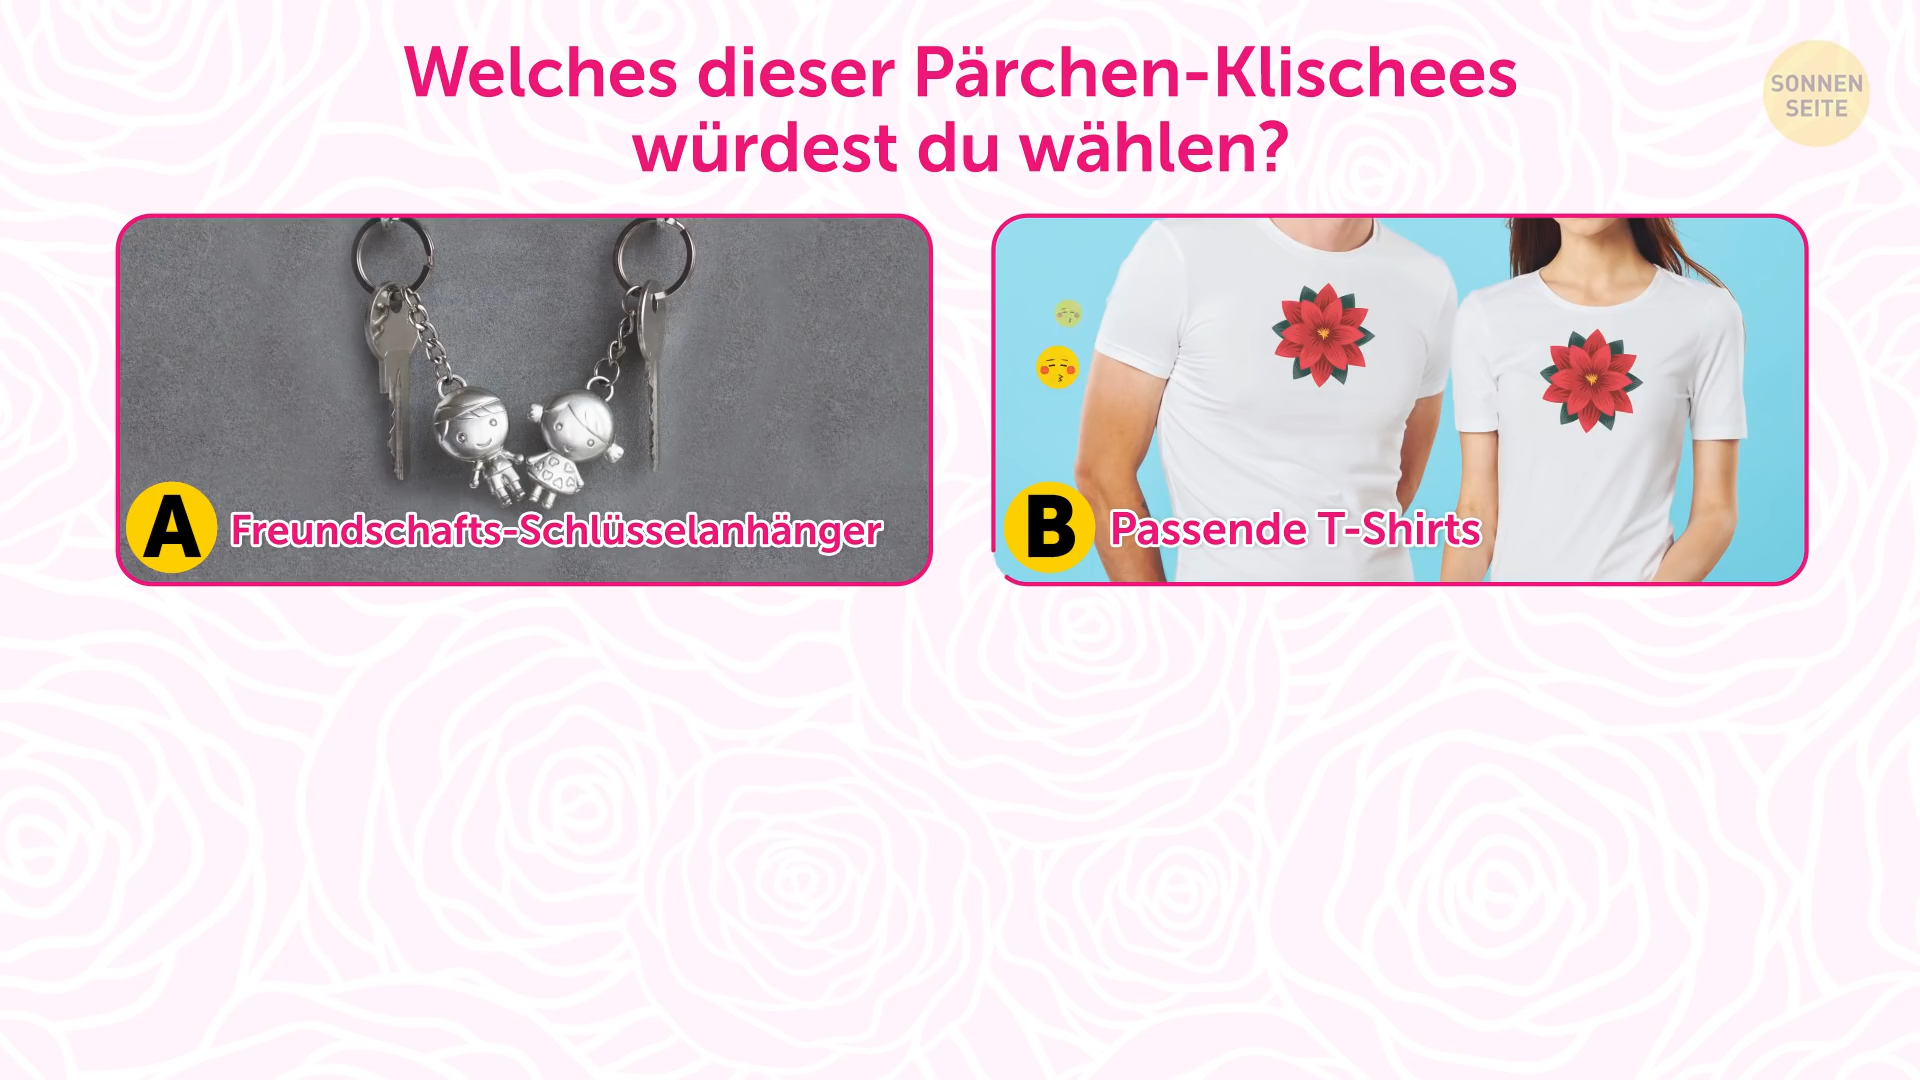 Welches dieser Pärchen-Klischees
würdest du wählen?
SONNEN
SEITE
A Freundschafts-Schlüsselanhänger
B Passende T-Shirts